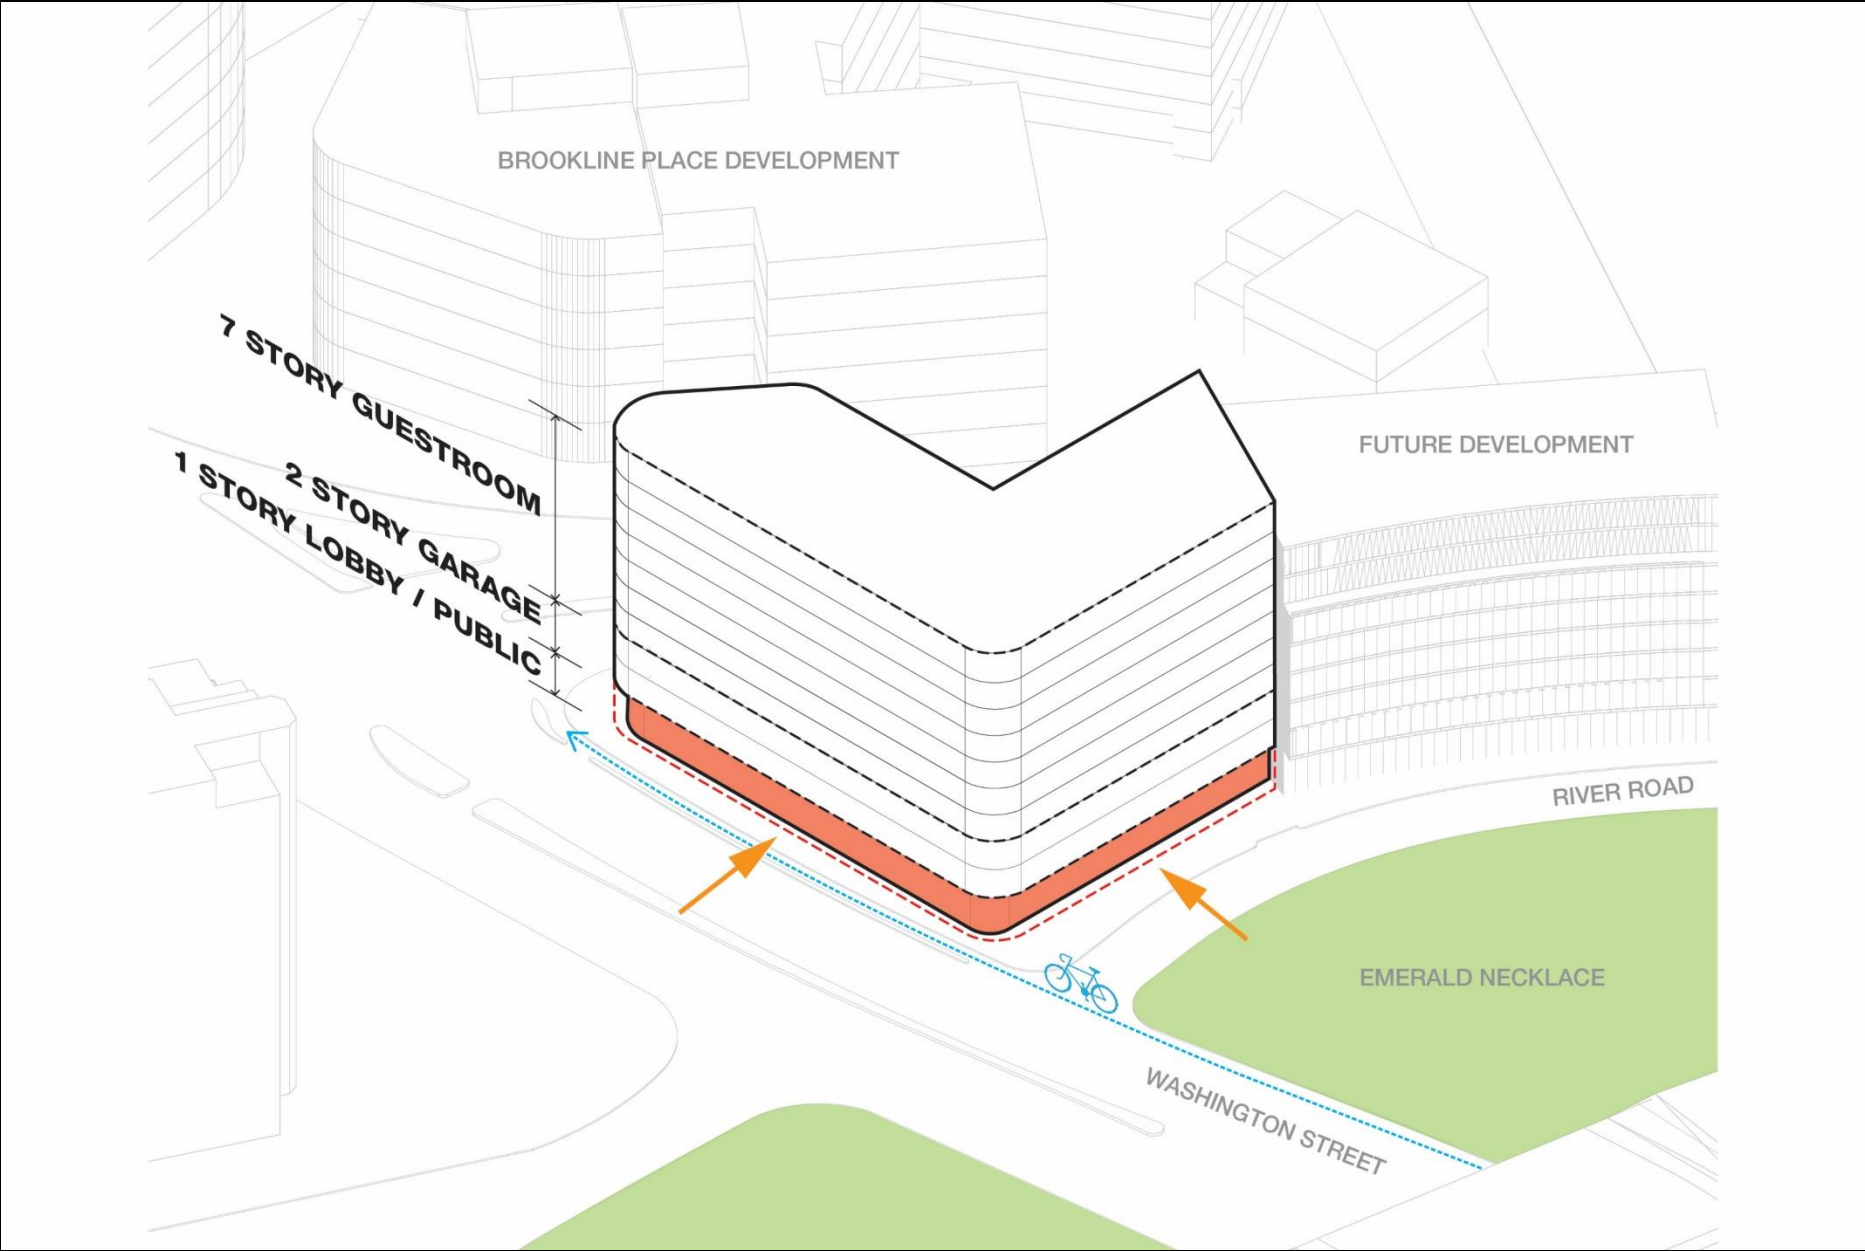 BROOKLINE PLACE DEVELOPMENT
7 STORY GUESTROOM
2 STORY GARAGE
1 STORY LOBBY / PUBLIC
FUTURE DEVELOPMENT
RIVER ROAD
EMERALD NECKLACE
WASHINGTON STREET